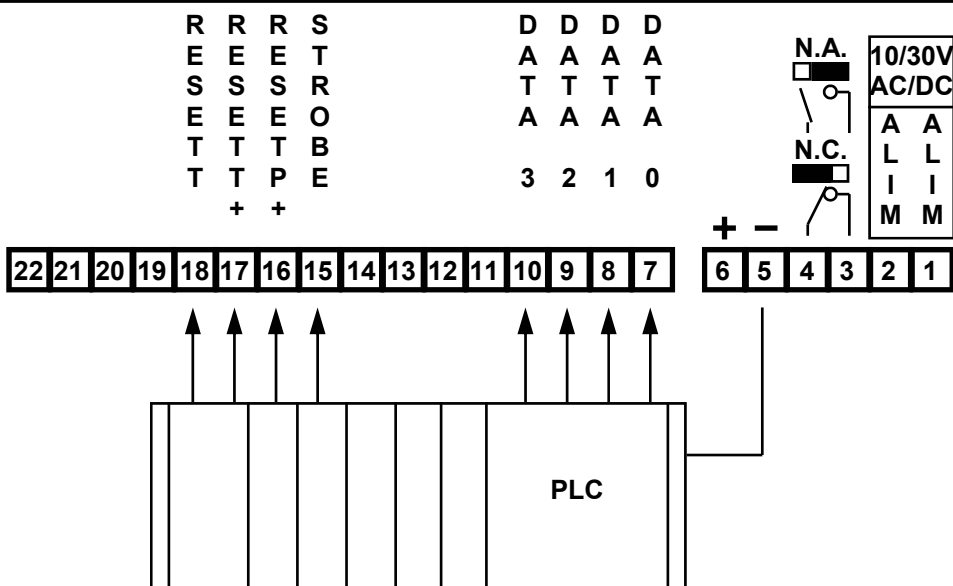 RESETT
RESETT+
RESETP+
STROBE
DATA 3
DATA 2
DATA 1
DATA 0
N.A.
N.C.
10/30V
AC/DC
ALIM
ALIM
+ −
22 21 20 19 18 17 16 15 14 13 12 11 10 9 8 7
6 5 4 3 2 1
PLC